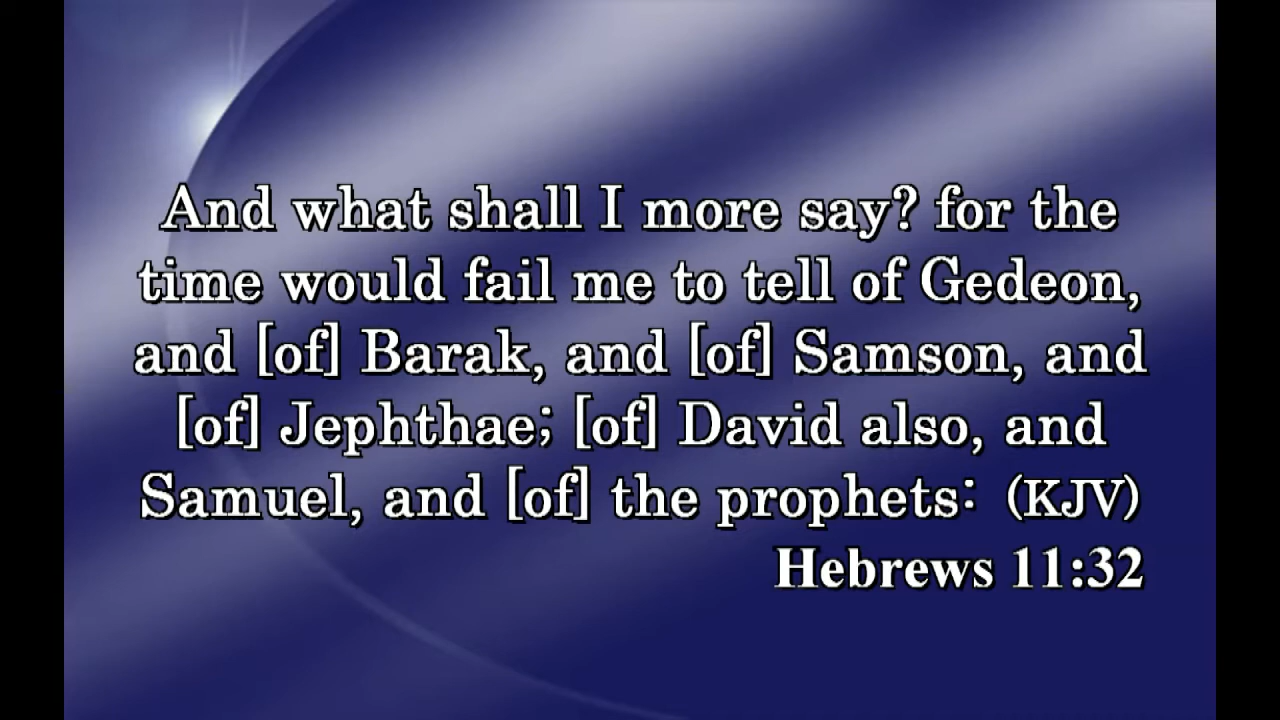 And what shall I more say? for the
time would fail me to tell of Gedeon,
and [of] Barak, and [of] Samson, and
[of] Jephthae; [of] David also, and
Samuel, and [of] the prophets: (KJV)
Hebrews 11:32